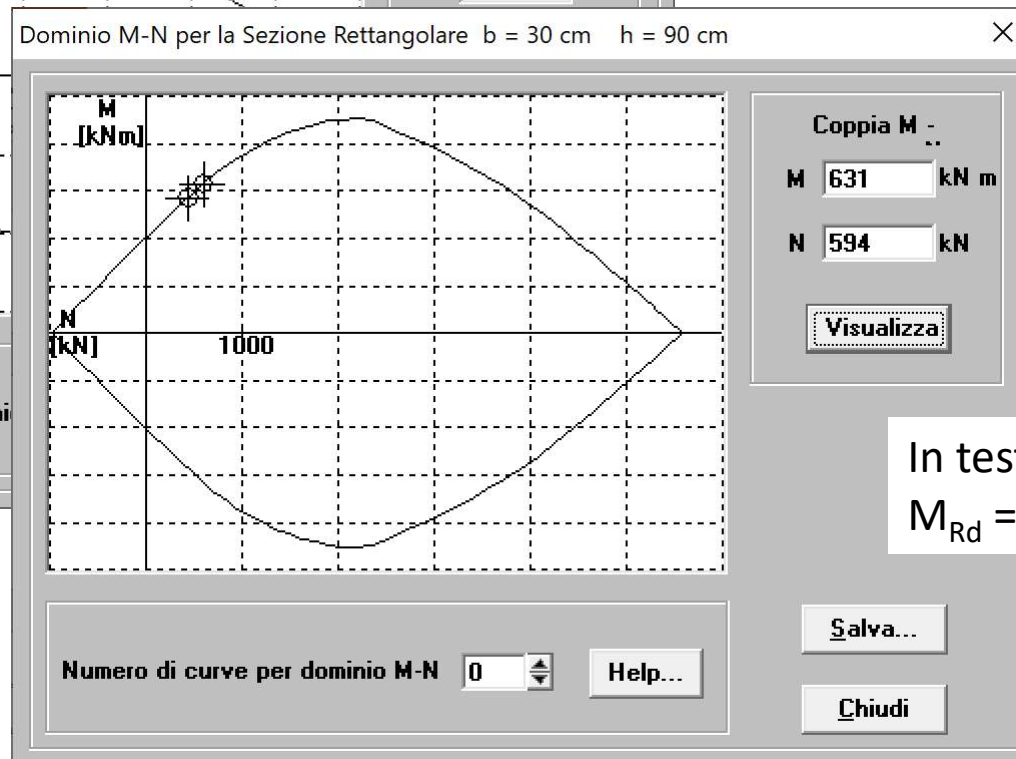 Dominio M-N per la Sezione Rettangolare b = 30 cm h = 90 cm
M
[kNm]
N
[kN]
1000
Coppia M -
M 631 kN m
N 594 kN
Visualizza
In tes
M_Rd =
Numero di curve per dominio M-N 0
Help...
Salva...
Chiudi